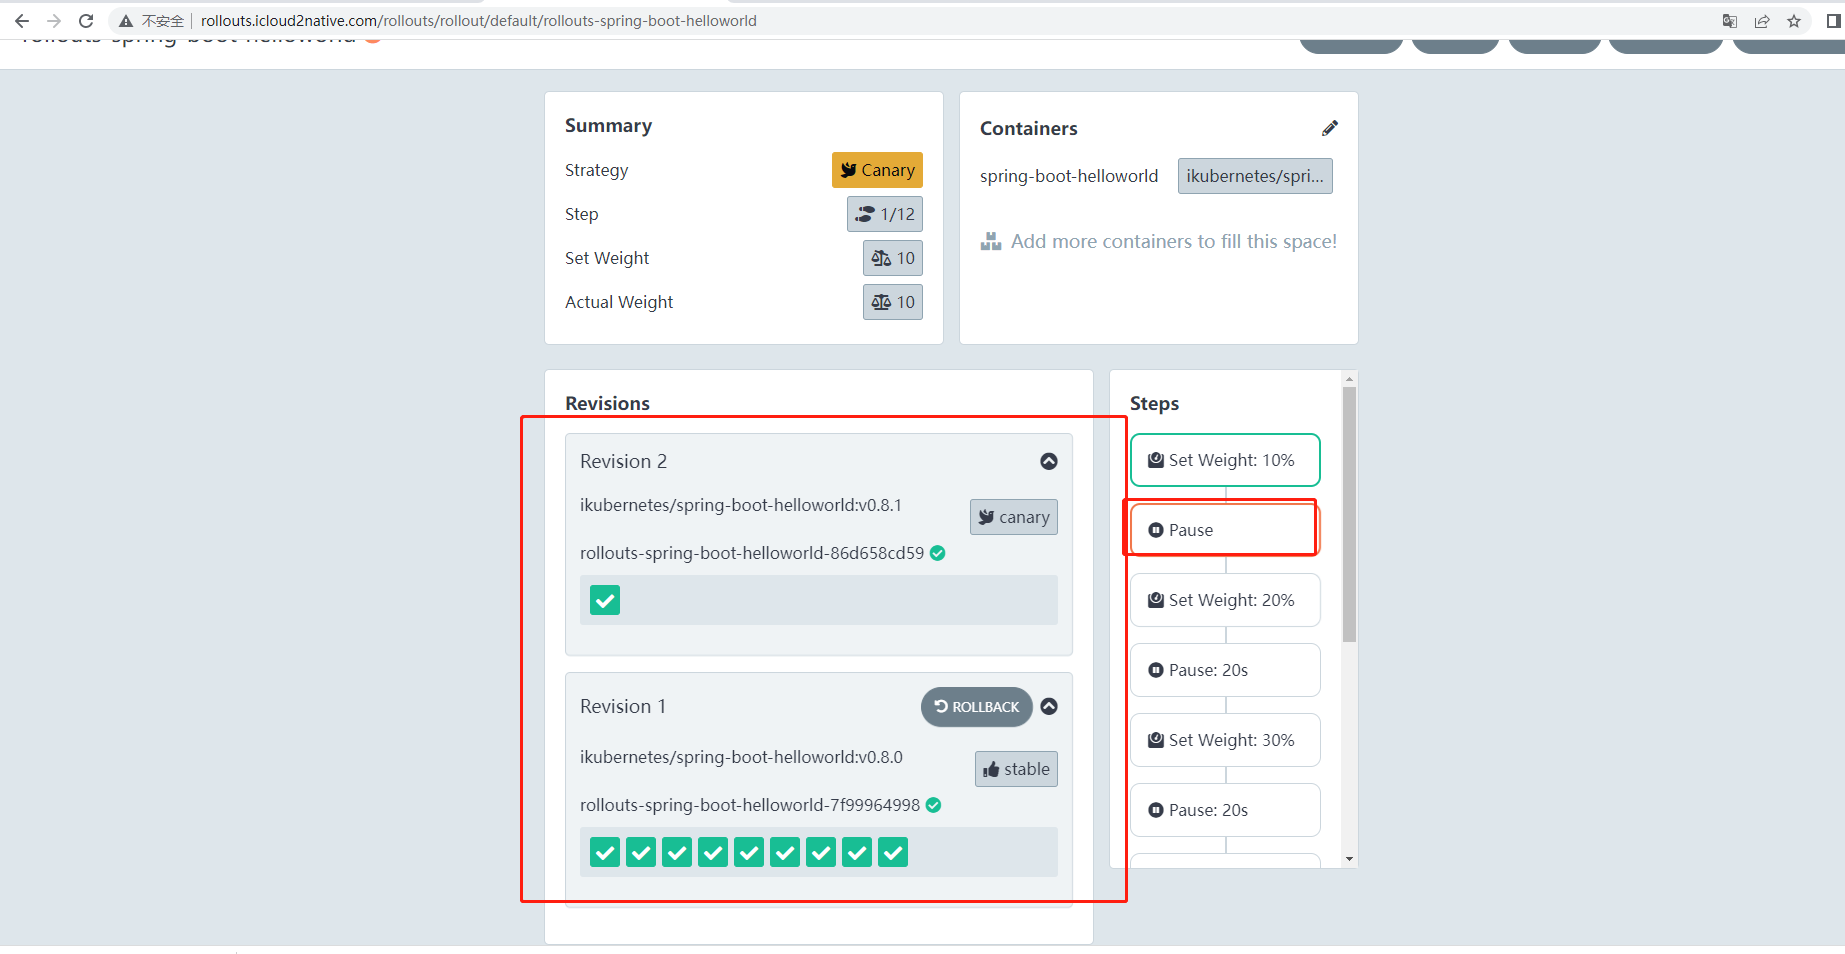 不安全 rollouts.icloud2native.com/rollouts/rollout/default/rollouts-spring-boot-helloworld
rollouts-spring-boot-helloworld
Summary
Strategy Canary
Step 1/12
Set Weight 10
Actual Weight 10
Containers
spring-boot-helloworld ikubernetes/spri...
Add more containers to fill this space!
Revisions
Revision 2
ikubernetes/spring-boot-helloworld:v0.8.1
canary
rollouts-spring-boot-helloworld-86d658cd59
Revision 1
ROLLBACK
ikubernetes/spring-boot-helloworld:v0.8.0
stable
rollouts-spring-boot-helloworld-7f99964998
Steps
Set Weight: 10%
Pause
Set Weight: 20%
Pause: 20s
Set Weight: 30%
Pause: 20s